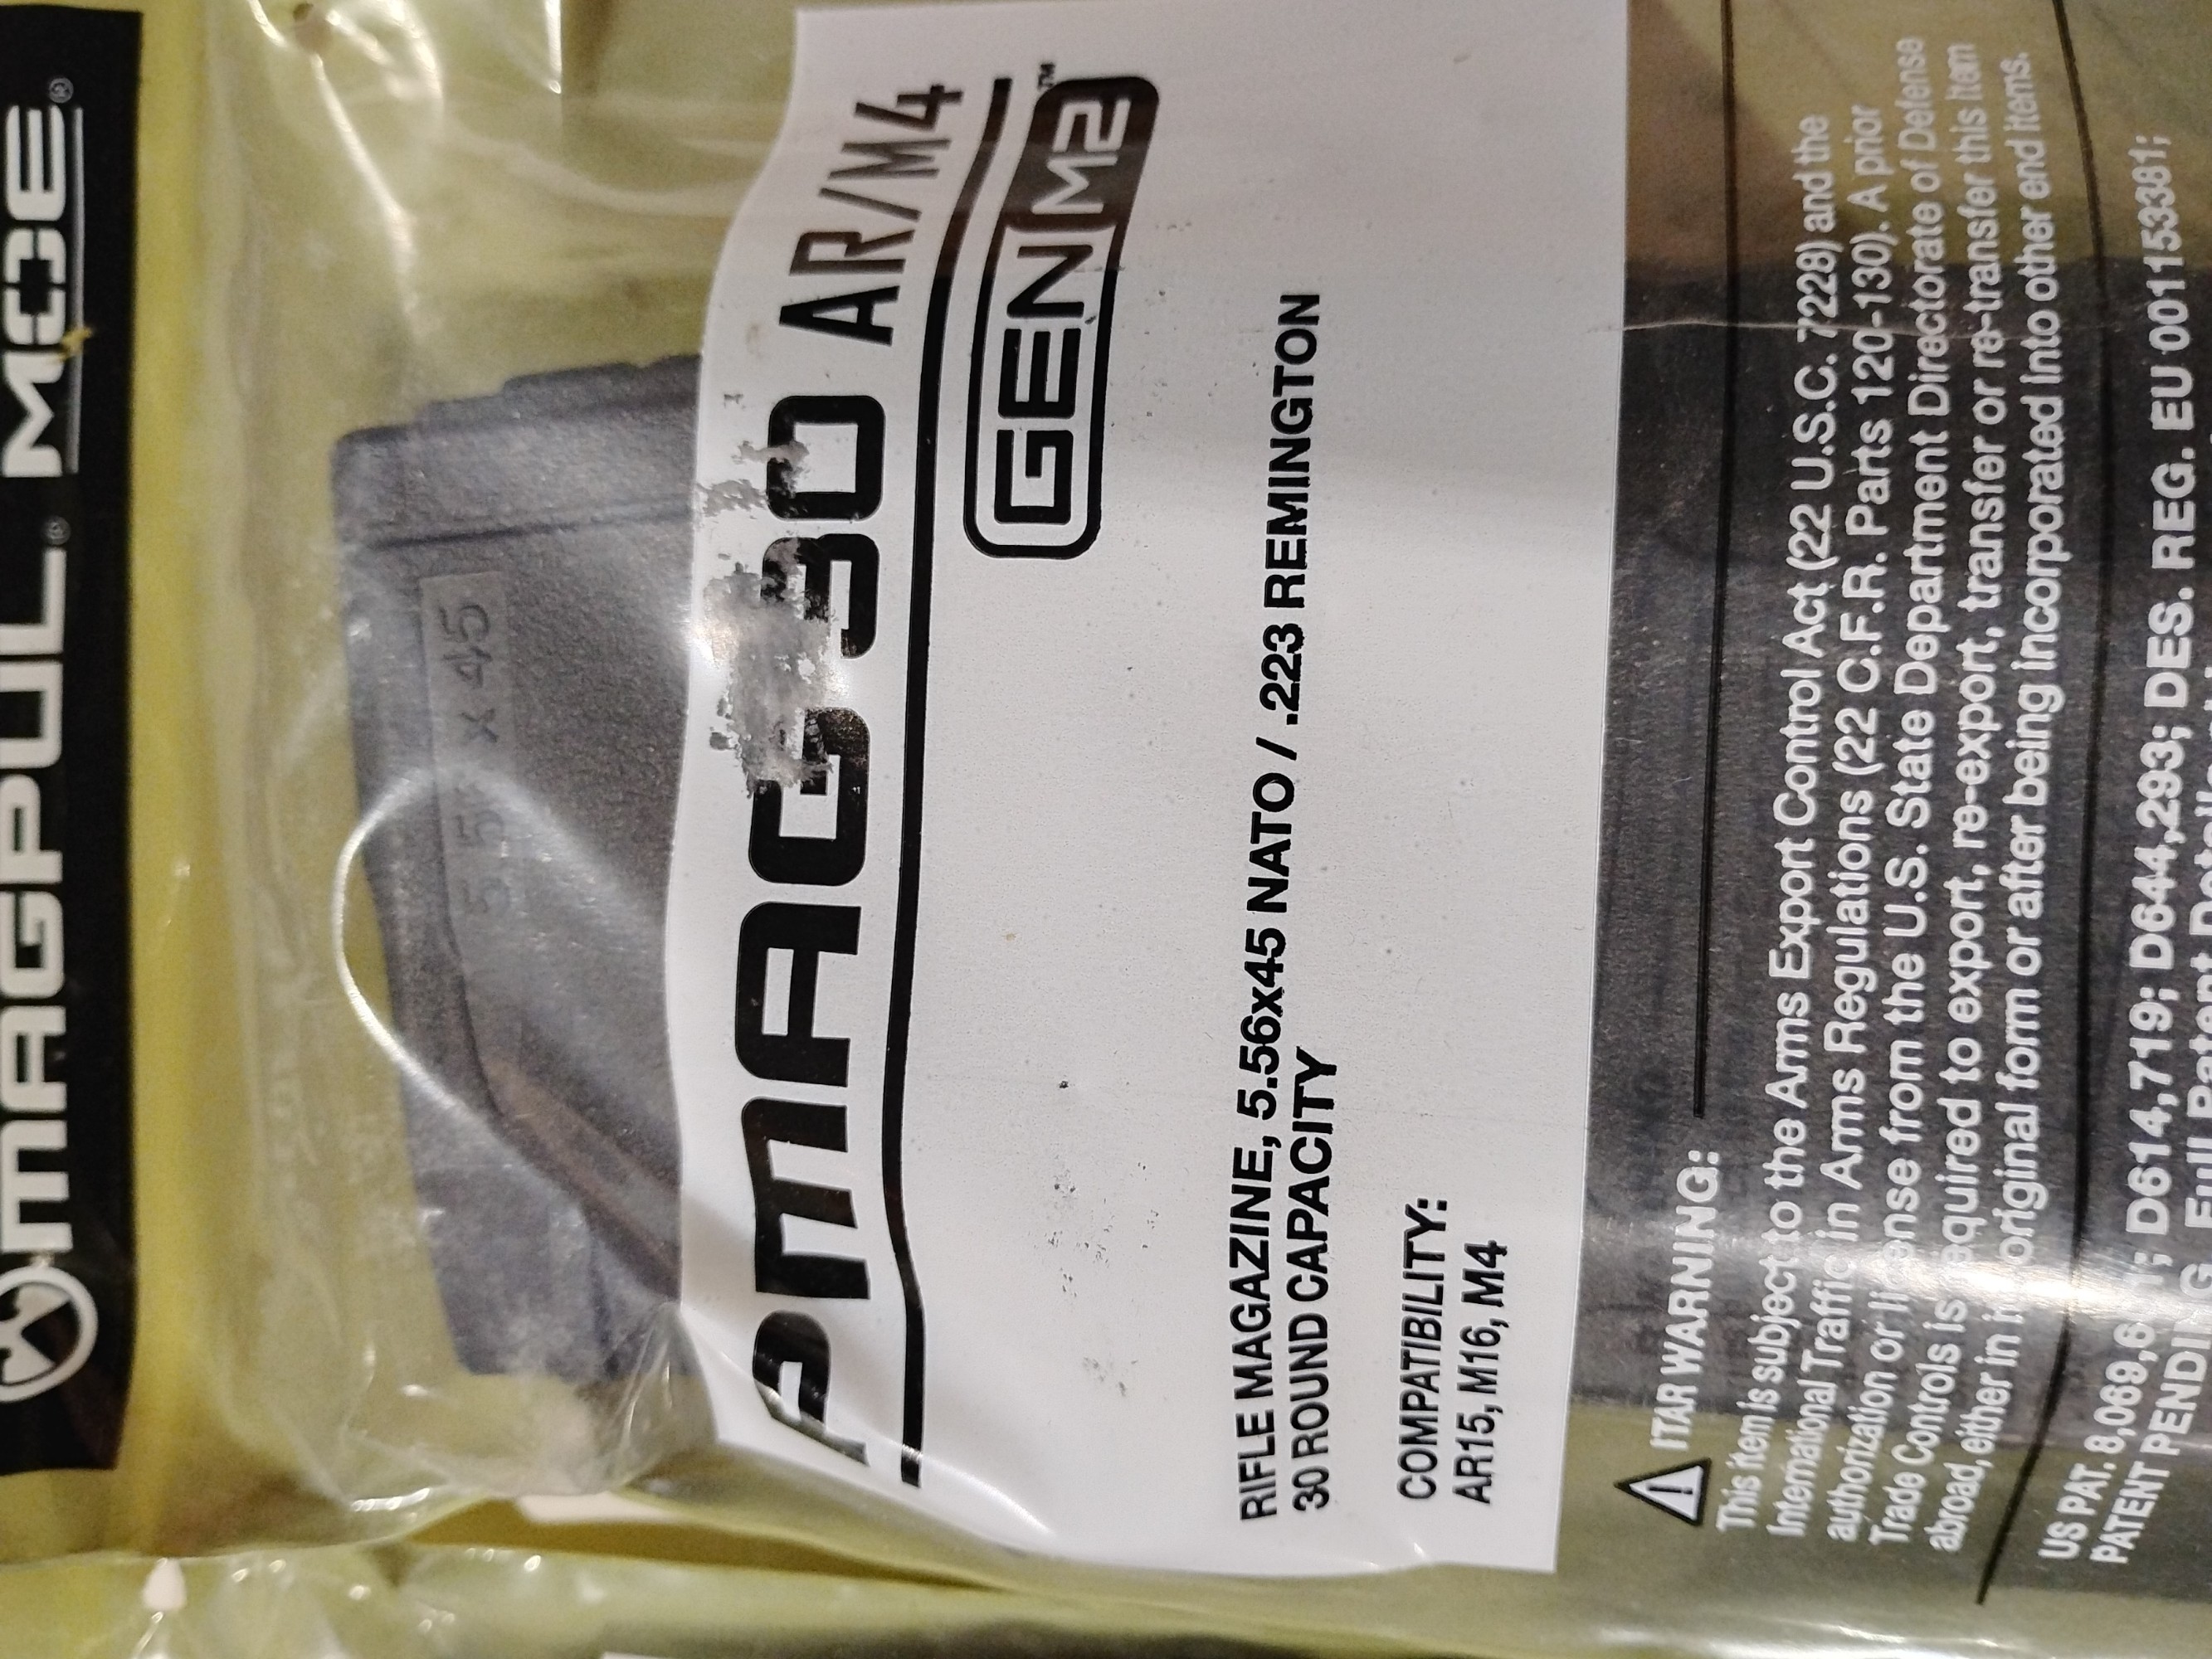 MAGPUL® MOE®
5.56 x 45
PMAG 30 AR/M4
GEN M2™
RIFLE MAGAZINE, 5.56x45 NATO / .223 REMINGTON
30 ROUND CAPACITY
COMPATIBILITY:
AR15, M16, M4
ITAR WARNING:
This item is subject to the Arms Export Control Act (22 U.S.C. 7228) and the
International Traffic in Arms Regulations (22 C.F.R. Parts 120-130). A prior
authorization or license from the U.S. State Department Directorate of Defense
Trade Controls is required to export, re-export, transfer or re-transfer this item
abroad, either in its original form or after being incorporated into other end items.
US PAT. D614,719; D644,293; DES. REG. EU 001153381;
PATENT PENDING. Full Patent